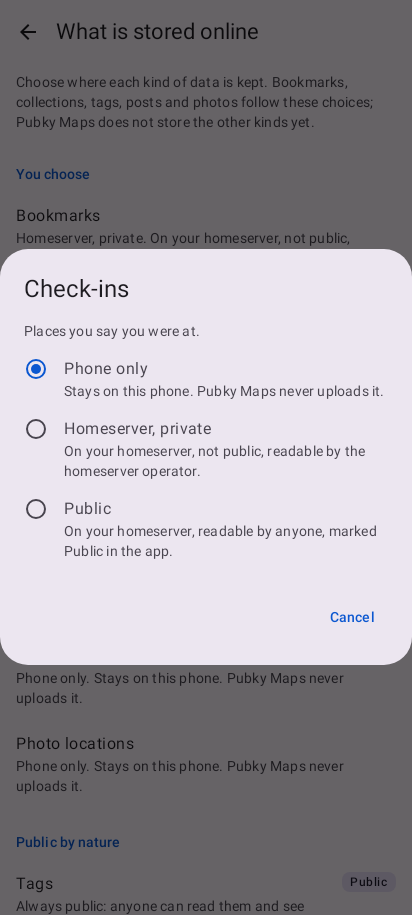 What is stored online
Choose where each kind of data is kept. Bookmarks,
collections, tags, posts and photos follow these choices;
Pubky Maps does not store the other kinds yet.
You choose
Bookmarks
Homeserver, private. On your homeserver, not public,
Check-ins
Places you say you were at.
Phone only
Stays on this phone. Pubky Maps never uploads it.
Homeserver, private
On your homeserver, not public, readable by the
homeserver operator.
Public
On your homeserver, readable by anyone, marked
Public in the app.
Cancel
Phone only. Stays on this phone. Pubky Maps never
uploads it.
Photo locations
Phone only. Stays on this phone. Pubky Maps never
uploads it.
Public by nature
Tags
Public
Always public: anyone can read them and see